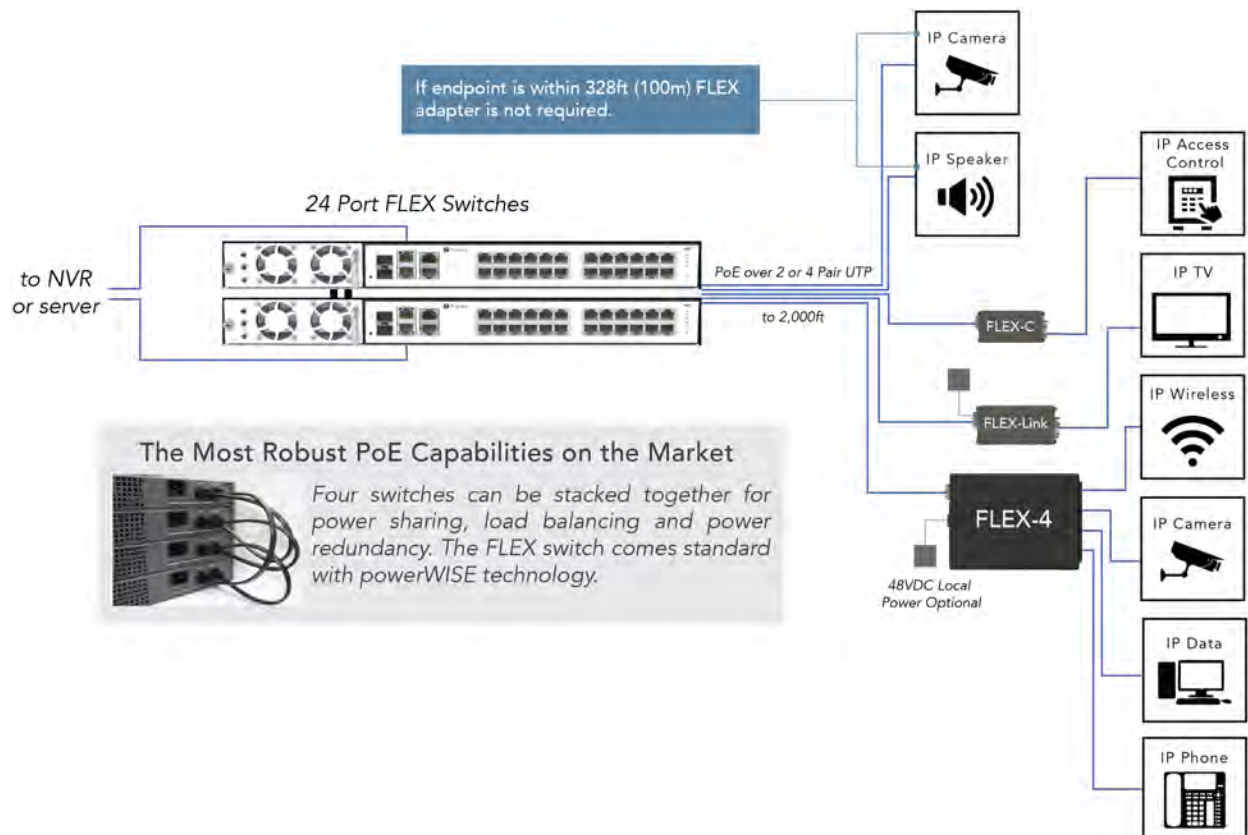 IP Camera
If endpoint is within 328ft (100m) FLEX
adapter is not required.
IP Speaker
IP Access
Control
24 Port FLEX Switches
to NVR
or server
PoE over 2 or 4 Pair UTP
to 2,000ft
IP TV
FLEX-C
IP Wireless
FLEX-Link
The Most Robust PoE Capabilities on the Market
Four switches can be stacked together for
power sharing, load balancing and power
redundancy. The FLEX switch comes standard
with powerWISE technology.
FLEX-4
48VDC Local
Power Optional
IP Camera
IP Data
IP Phone